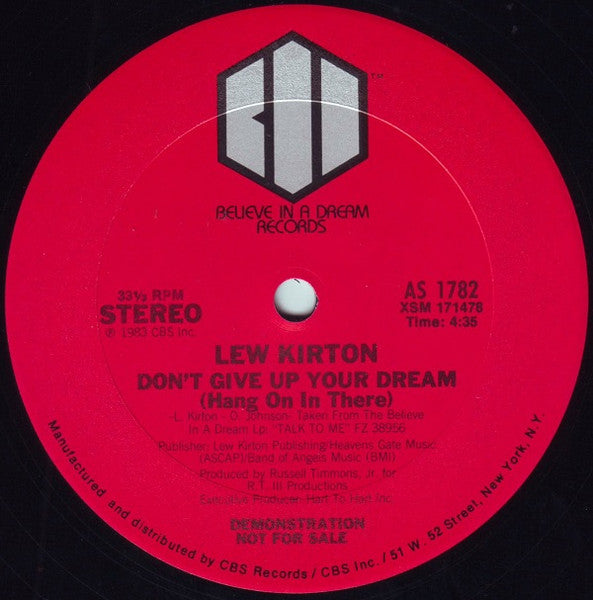 BID
TM
BELIEVE IN A DREAM
RECORDS
33⅓ RPM
STEREO
℗ 1983 CBS Inc.
AS 1782
XSM 171478
Time: 4:35
LEW KIRTON
DON'T GIVE UP YOUR DREAM
(Hang On In There)
-L. Kirton - D. Johnson- Taken From The Believe
In A Dream Lp: "TALK TO ME" FZ 38956
Publisher: Lew Kirton Publishing/Heavens Gate Music
(ASCAP)/Band of Angels Music (BMI)
Produced by Russell Timmons, Jr. for
R.T. III Productions
Executive Producer Hart To Hart Inc.
DEMONSTRATION
NOT FOR SALE
Manufactured and distributed by CBS Records / CBS Inc. / 51 W. 52 Street, New York, N.Y.